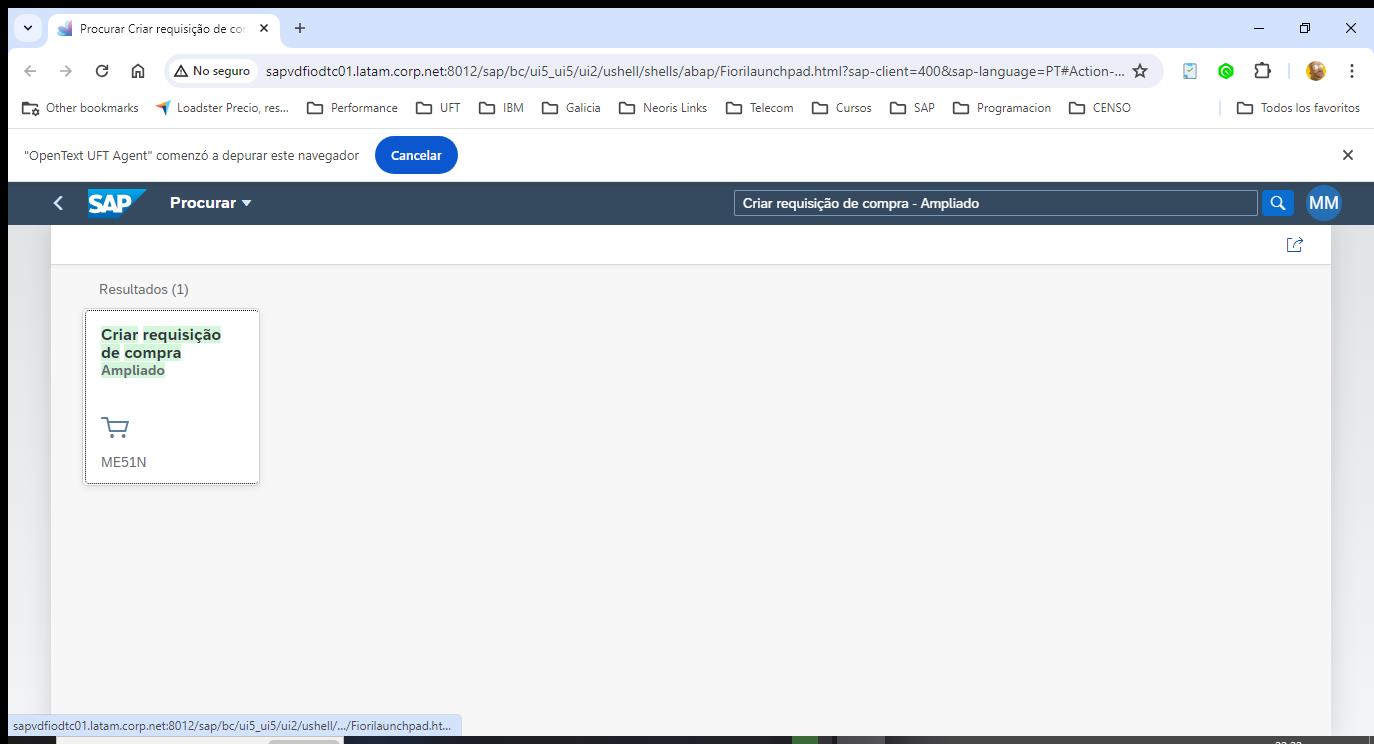 Procurar Criar requisição de cor
No seguro
sapvdfiodtc01.latam.corp.net:8012/sap/bc/ui5_ui5/ui2/ushell/shells/abap/Fiorilaunchpad.html?sap-client=400&sap-language=PT#Action-...
Other bookmarks Loadster Precio, res... Performance UFT IBM Galicia Neoris Links Telecom Cursos SAP Programacion CENSO Todos los favoritos
"OpenText UFT Agent" comenzó a depurar este navegador Cancelar
SAP Procurar Criar requisição de compra - Ampliado MM
Resultados (1)
Criar requisição
de compra
Ampliado
ME51N
sapvdfiodtc01.latam.corp.net:8012/sap/bc/ui5_ui5/ui2/ushell/.../Fiorilaunchpad.ht...